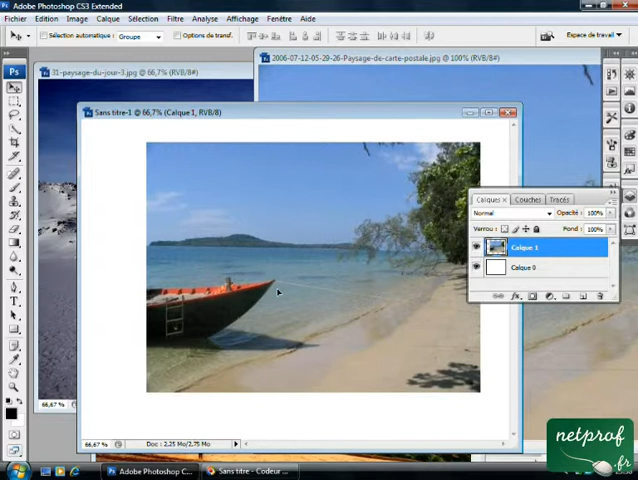 Adobe Photoshop CS3 Extended
Fichier Edition Image Calque Sélection Filtre Analyse Affichage Fenêtre Aide
Sélection automatique : Groupe Options de transf. Espace de travail
31-paysage-du-jour-3.jpg @ 66,7% (RVB/8#)
2006-07-12-05-29-26-Paysage-de-carte-postale.jpg @ 100% (RVB/8#)
Ps
Sans titre-1 @ 66,7% (Calque 1, RVB/8)
Calques x Couches Tracés
Normal Opacité : 100%
Verrou : Fond : 100%
Calque 1
Calque 0
66,67 %
66,67 % Doc : 2,25 Mo/2,75 Mo
netprof
.fr
Adobe Photoshop C... Sans titre - Codeur ...